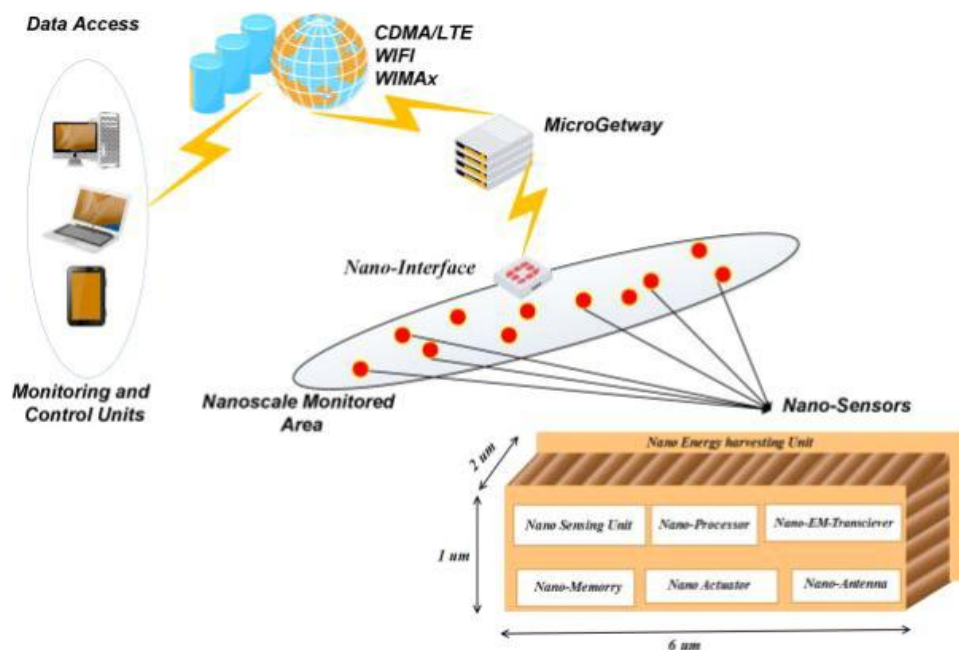 Data Access
CDMA/LTE
WIFI
WIMAx
MicroGetway
Nano-Interface
Monitoring and
Control Units
Nanoscale Monitored
Area
Nano-Sensors
Nano Energy harvesting Unit
2 um
1 um
Nano Sensing Unit
Nano-Processor
Nano-EM-Transciever
Nano-Memorry
Nano Actuator
Nano-Antenna
6 um